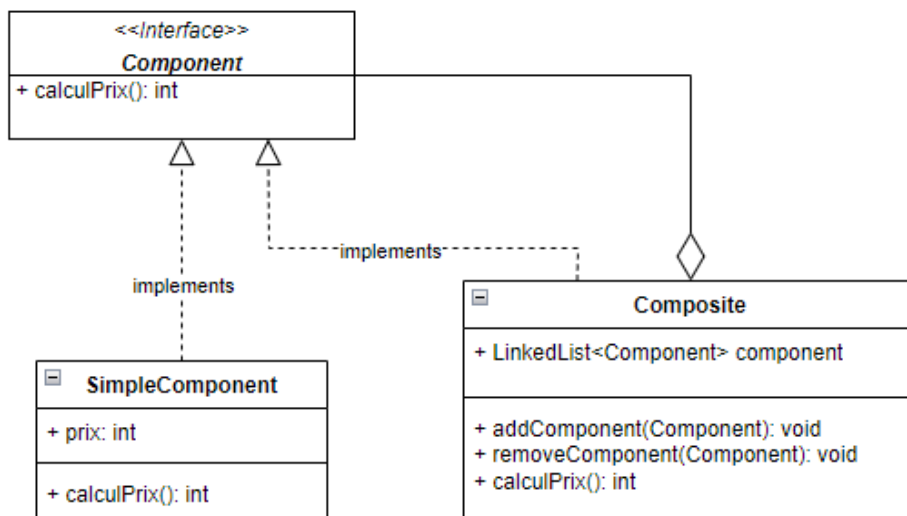 <<Interface>>
Component
+ calculPrix(): int
implements
implements
Composite
+ LinkedList<Component> component
+ addComponent(Component): void
+ removeComponent(Component): void
+ calculPrix(): int
SimpleComponent
+ prix: int
+ calculPrix(): int